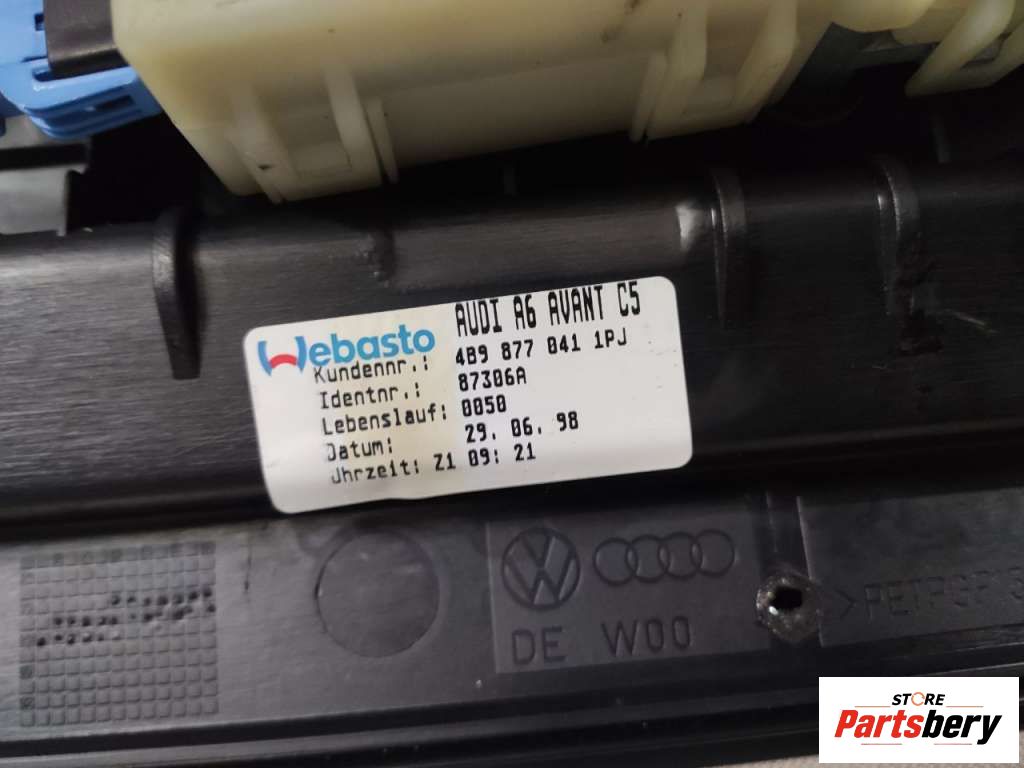 Webasto AUDI A6 AVANT C5
Kundennr.: 4B9 877 041 1PJ
Identnr.: 87306A
Lebenslauf: 0050
Datum: 29. 06. 98
Uhrzeit: Z1 09: 21
DE W00
STORE
Partsbery